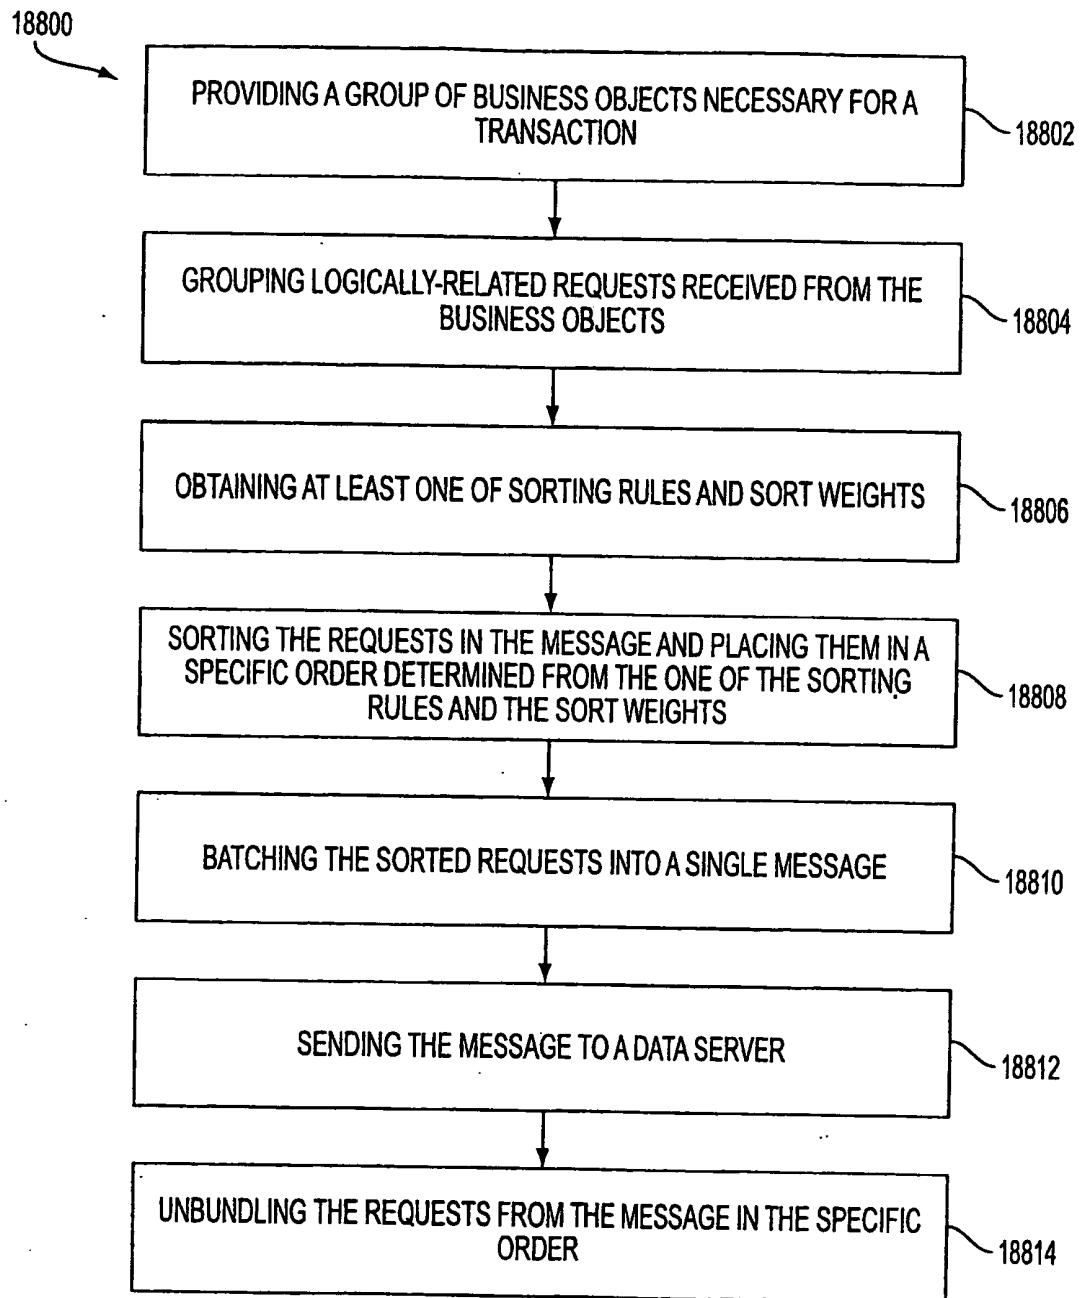 18800
PROVIDING A GROUP OF BUSINESS OBJECTS NECESSARY FOR A
TRANSACTION
18802
GROUPING LOGICALLY-RELATED REQUESTS RECEIVED FROM THE
BUSINESS OBJECTS
18804
OBTAINING AT LEAST ONE OF SORTING RULES AND SORT WEIGHTS
18806
SORTING THE REQUESTS IN THE MESSAGE AND PLACING THEM IN A
SPECIFIC ORDER DETERMINED FROM THE ONE OF THE SORTING
RULES AND THE SORT WEIGHTS
18808
BATCHING THE SORTED REQUESTS INTO A SINGLE MESSAGE
18810
SENDING THE MESSAGE TO A DATA SERVER
18812
UNBUNDLING THE REQUESTS FROM THE MESSAGE IN THE SPECIFIC
ORDER
18814